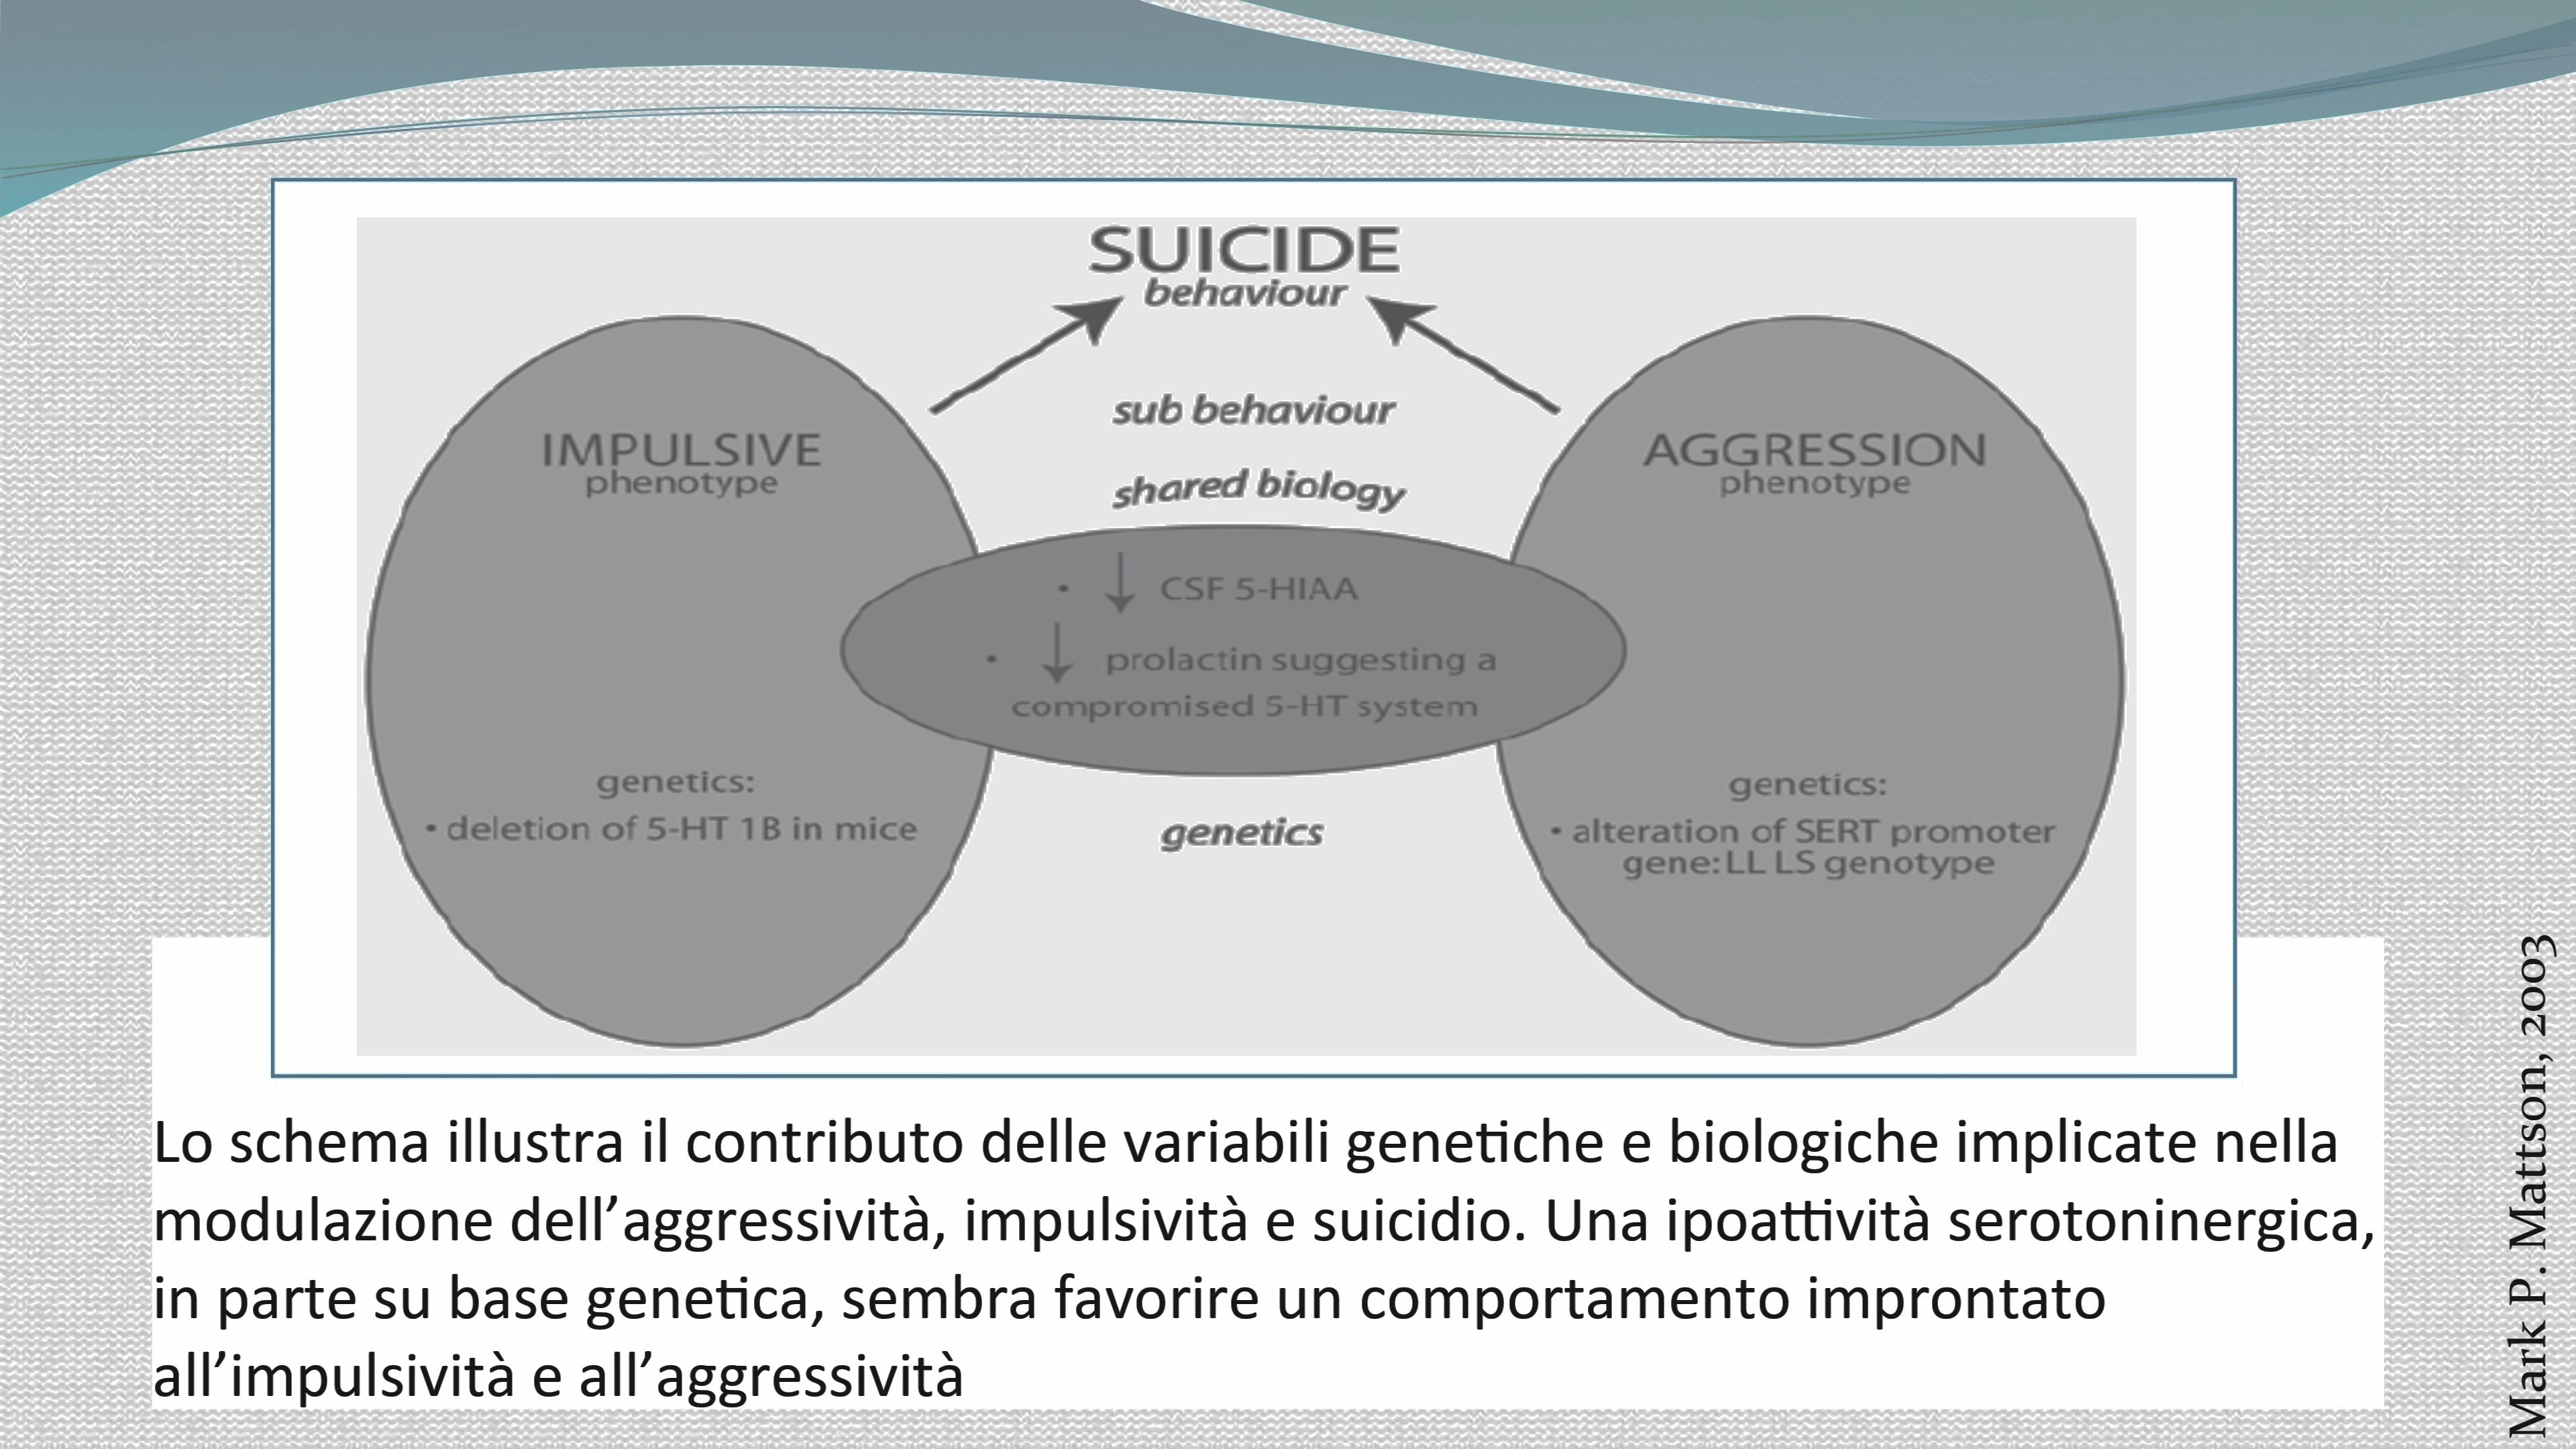 SUICIDE
behaviour
sub behaviour
shared biology
IMPULSIVE
phenotype
genetics:
• deletion of 5-HT 1B in mice
• ↓ CSF 5-HIAA
• ↓ prolactin suggesting a
compromised 5-HT system
genetics
AGGRESSION
phenotype
genetics:
• alteration of SERT promoter
gene: LL LS genotype
Lo schema illustra il contributo delle variabili genetiche e biologiche implicate nella
modulazione dell’aggressività, impulsività e suicidio. Una ipoattività serotoninergica,
in parte su base genetica, sembra favorire un comportamento improntato
all’impulsività e all’aggressività
Mark P. Mattson, 2003